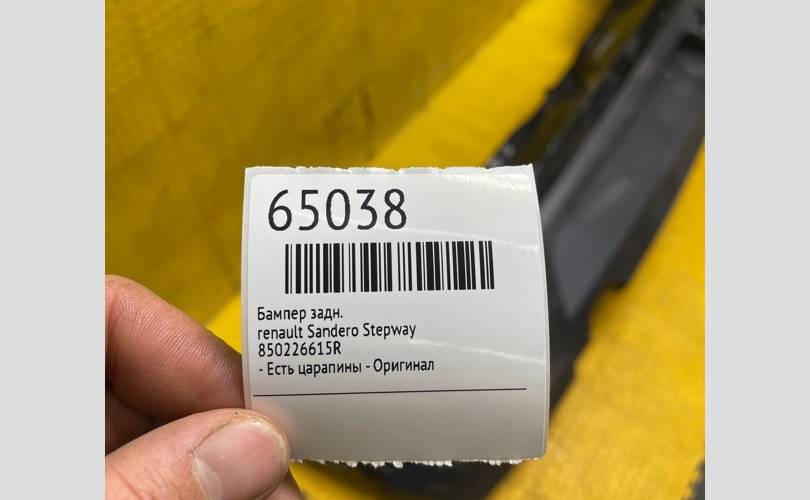 65038
Бампер задн.
renault Sandero Stepway
850226615R
- Есть царапины - Оригинал